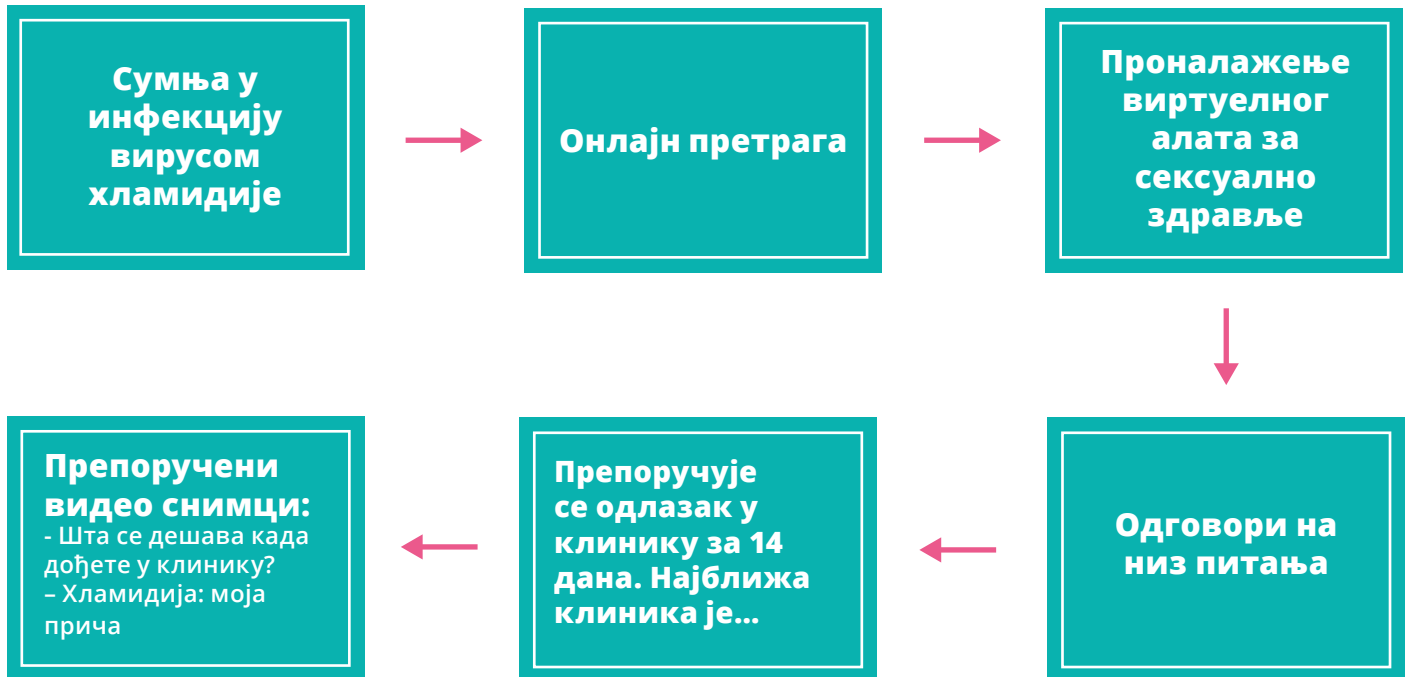 Сумња у
инфекцију
вирусом
хламидије
Онлајн претрага
Проналажење
виртуелног
алата за
сексуално
здравље
Одговори на
низ питања
Препоручује
се одлазак у
клинику за 14
дана. Најближа
клиника је...
Препоручени
видео снимци:
- Шта се дешава када
дођете у клинику?
– Хламидија: моја
прича